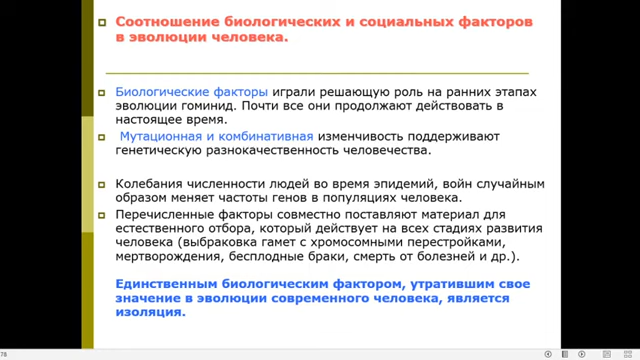 Соотношение биологических и социальных факторов
в эволюции человека.
Биологические факторы играли решающую роль на ранних этапах
эволюции гоминид. Почти все они продолжают действовать в
настоящее время.
Мутационная и комбинативная изменчивость поддерживают
генетическую разнокачественность человечества.
Колебания численности людей во время эпидемий, войн случайным
образом меняет частоты генов в популяциях человека.
Перечисленные факторы совместно поставляют материал для
естественного отбора, который действует на всех стадиях развития
человека (выбраковка гамет с хромосомными перестройками,
мертворождения, бесплодные браки, смерть от болезней и др.).
Единственным биологическим фактором, утратившим свое
значение в эволюции современного человека, является
изоляция.
78